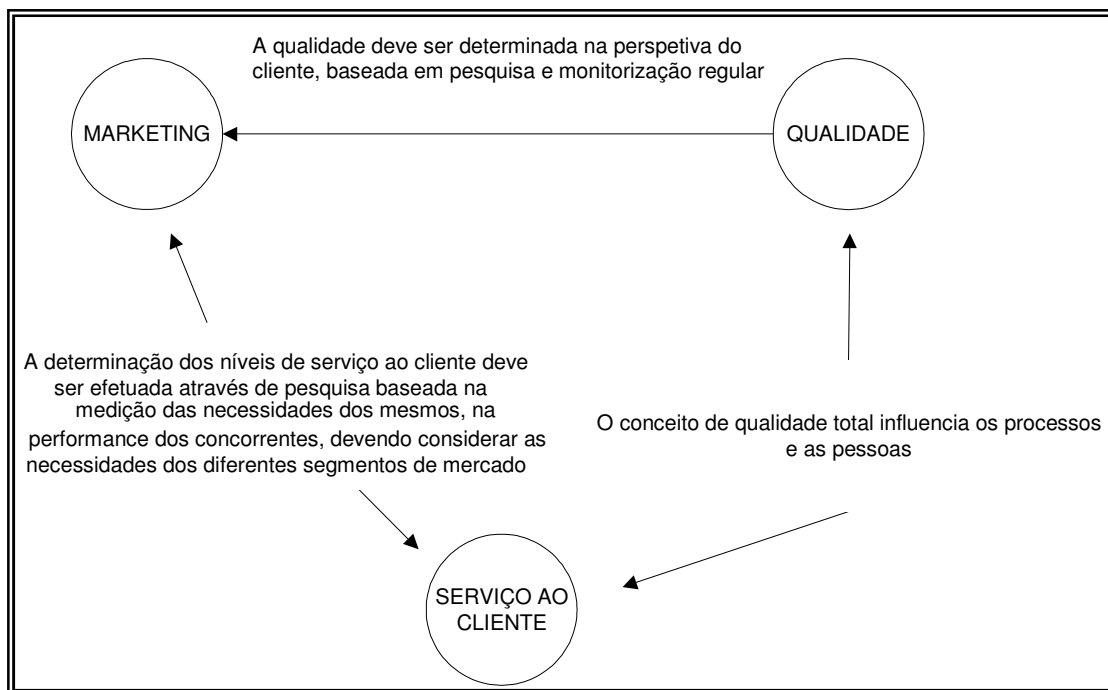 A qualidade deve ser determinada na perspetiva do
cliente, baseada em pesquisa e monitorização regular
MARKETING
QUALIDADE
A determinação dos níveis de serviço ao cliente deve
ser efetuada através de pesquisa baseada na
medição das necessidades dos mesmos, na
performance dos concorrentes, devendo considerar as
necessidades dos diferentes segmentos de mercado
O conceito de qualidade total influencia os processos
e as pessoas
SERVIÇO AO
CLIENTE